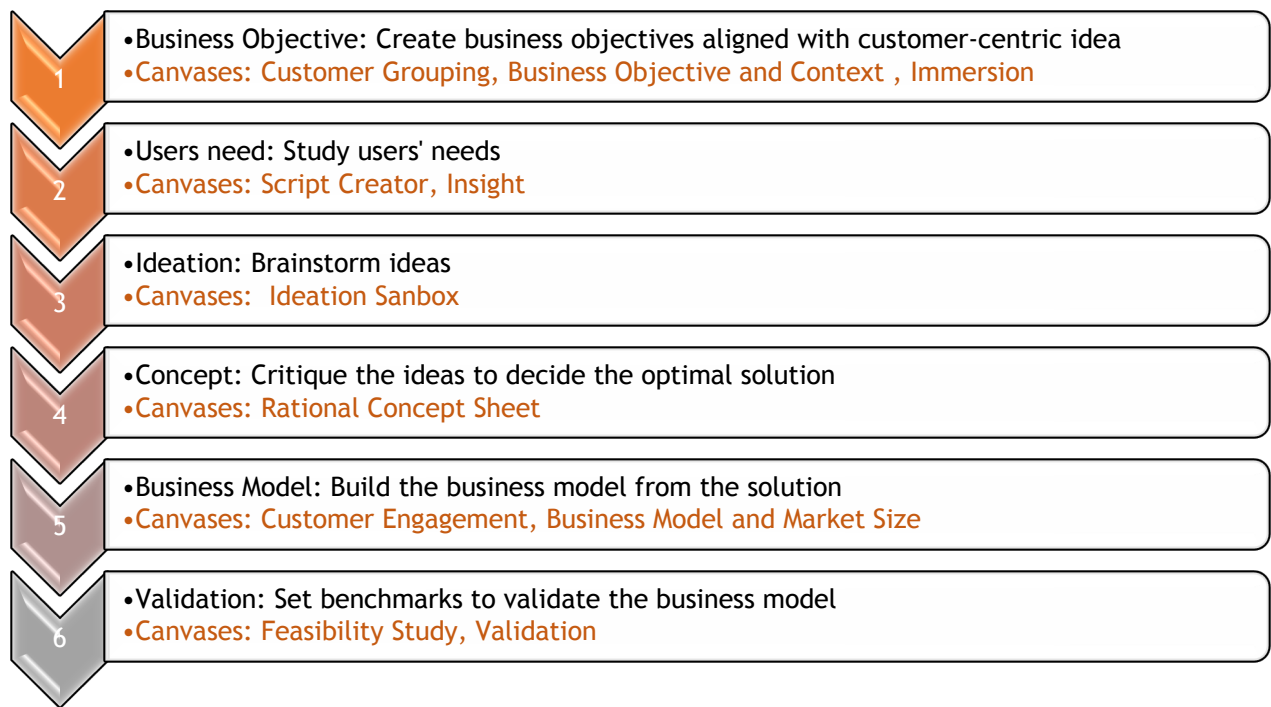 1
•Business Objective: Create business objectives aligned with customer-centric idea
•Canvases: Customer Grouping, Business Objective and Context , Immersion
2
•Users need: Study users' needs
•Canvases: Script Creator, Insight
3
•Ideation: Brainstorm ideas
•Canvases:  Ideation Sanbox
4
•Concept: Critique the ideas to decide the optimal solution
•Canvases: Rational Concept Sheet
5
•Business Model: Build the business model from the solution
•Canvases: Customer Engagement, Business Model and Market Size
6
•Validation: Set benchmarks to validate the business model
•Canvases: Feasibility Study, Validation